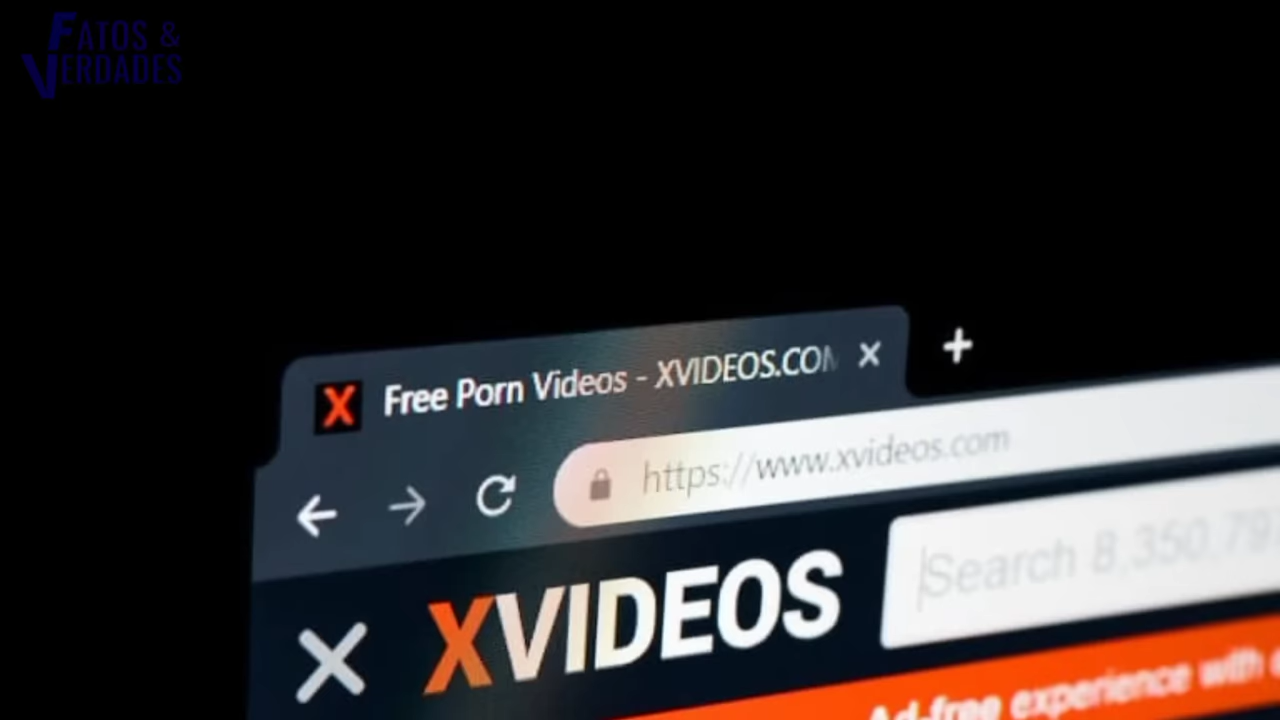 FATOS &
VERDADES
X Free Porn Videos - XVIDEOS.COM
https://www.xvideos.com
XVIDEOS
Search 8,350,79
Ad-free experience with